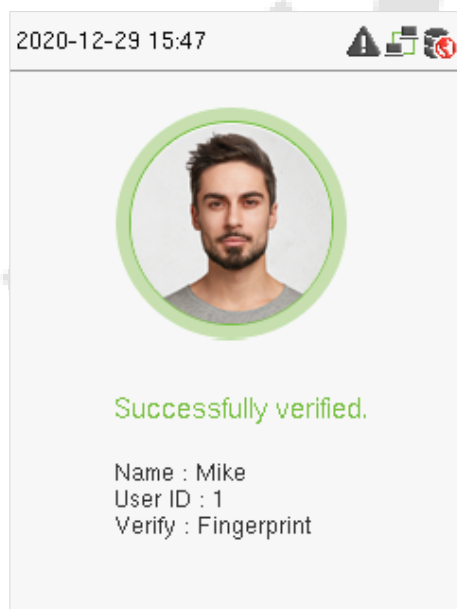 2020-12-29 15:47
Successfully verified.
Name : Mike
User ID : 1
Verify : Fingerprint